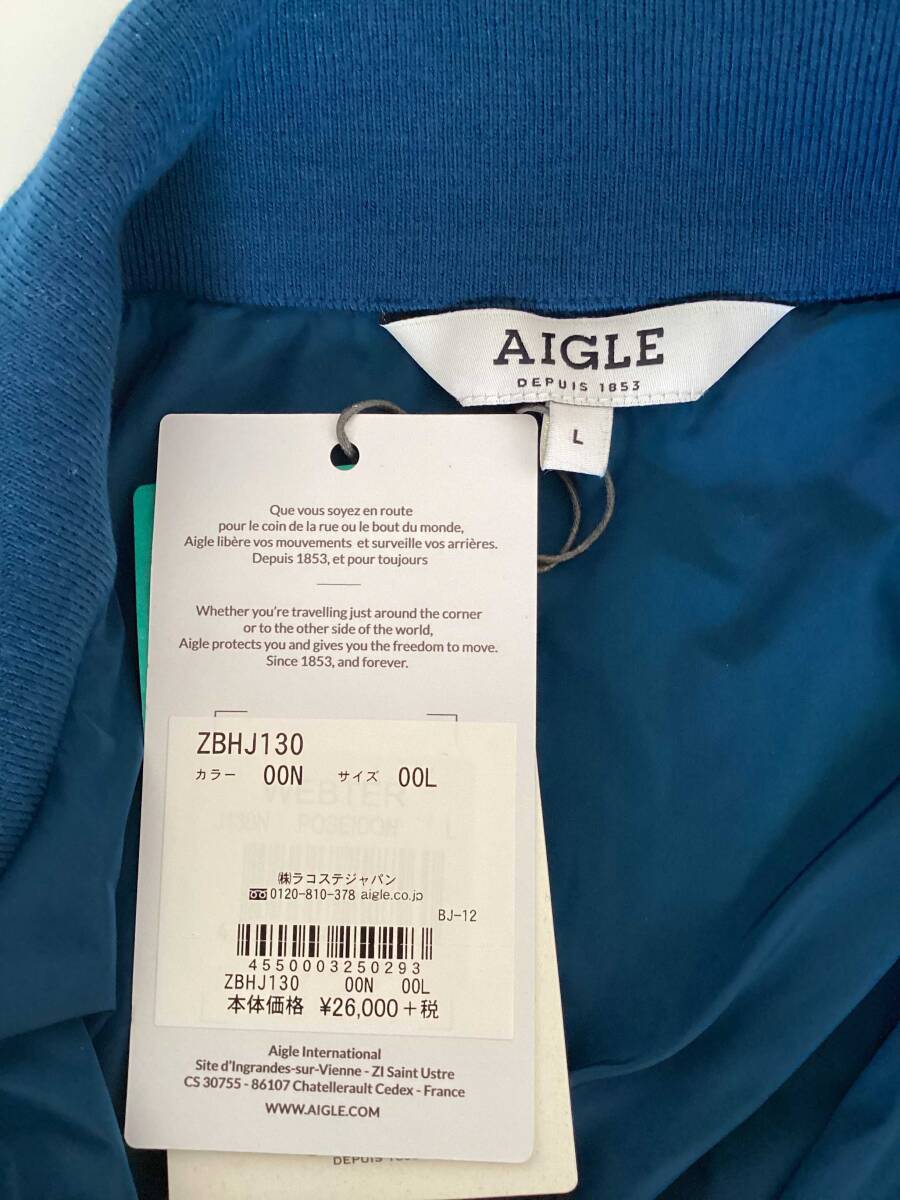 AIGLE
DEPUIS 1853
L
Que vous soyez en route
pour le coin de la rue ou le bout du monde,
Aigle libère vos mouvements et surveille vos arrières.
Depuis 1853, et pour toujours
Whether you're travelling just around the corner
or to the other side of the world,
Aigle protects you and gives you the freedom to move.
Since 1853, and forever.
ZBHJ130
カラー 00N サイズ 00L
WEBTER
POSEIDON L
㈱ラコステジャパン
0120-810-378 aigle.co.jp
BJ-12
4550003250293
ZBHJ130 00N 00L
本体価格 ¥26,000+税
Aigle International
Site d'Ingrandes-sur-Vienne - ZI Saint Ustre
CS 30755 - 86107 Chatellerault Cedex - France
WWW.AIGLE.COM
DEPUIS